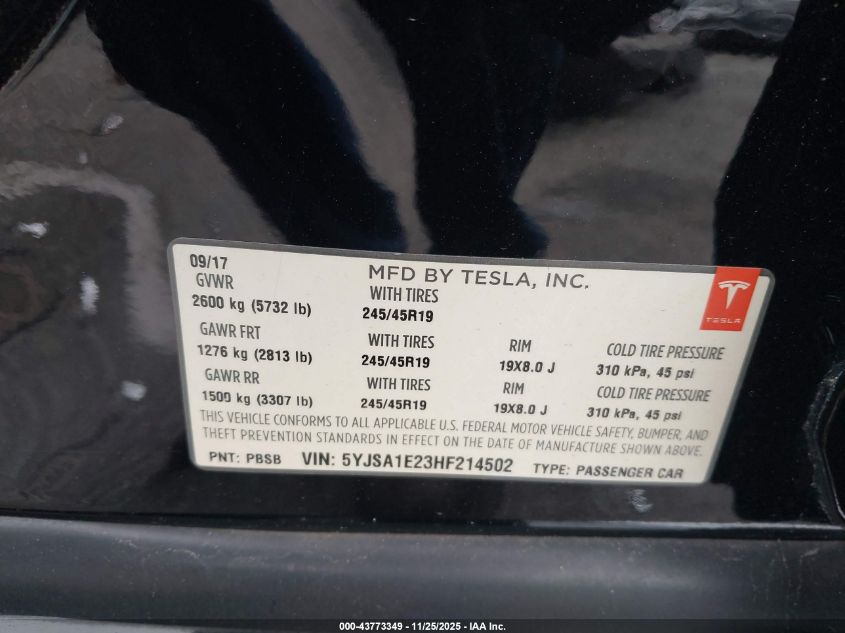 09/17
MFD BY TESLA, INC.
GVWR WITH TIRES
2600 kg (5732 lb) 245/45R19
GAWR FRT WITH TIRES RIM COLD TIRE PRESSURE
1276 kg (2813 lb) 245/45R19 19X8.0 J 310 kPa, 45 psi
GAWR RR WITH TIRES RIM COLD TIRE PRESSURE
1500 kg (3307 lb) 245/45R19 19X8.0 J 310 kPa, 45 psi
THIS VEHICLE CONFORMS TO ALL APPLICABLE U.S. FEDERAL MOTOR VEHICLE SAFETY, BUMPER, AND
THEFT PREVENTION STANDARDS IN EFFECT ON THE DATE OF MANUFACTURE SHOWN ABOVE.
PNT: PBSB VIN: 5YJSA1E23HF214502 TYPE: PASSENGER CAR
TESLA
000-43773349 - 11/25/2025 - IAA Inc.